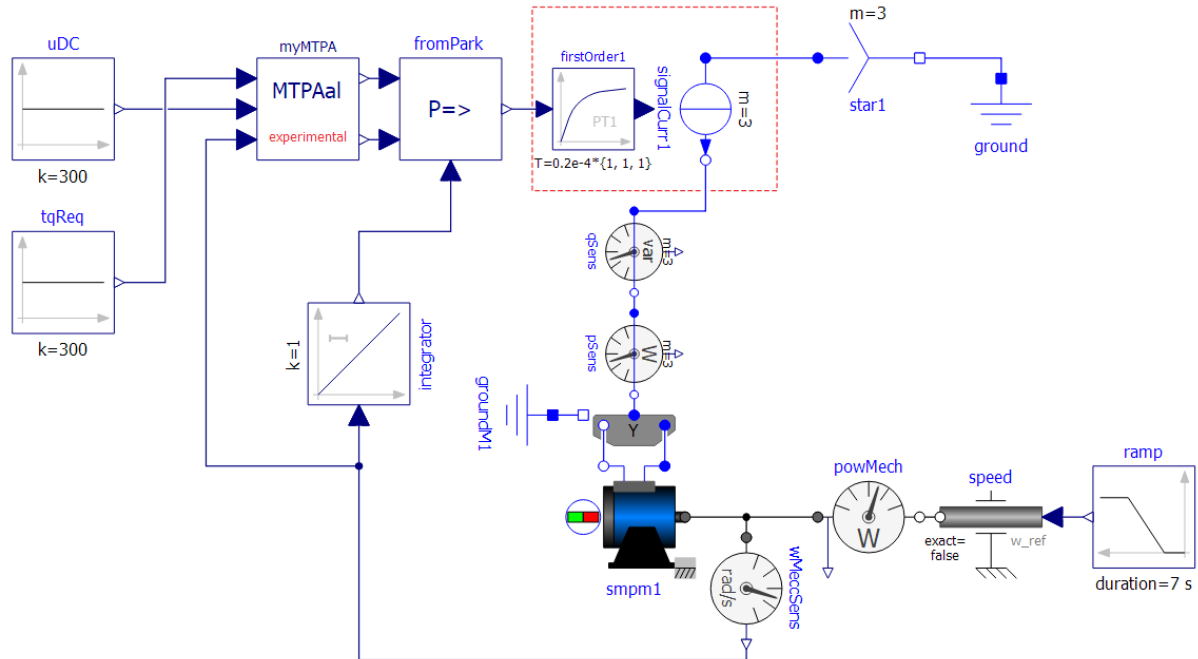 uDC
k=300
tqReq
k=300
myMTPA
MTPAal
experimental
fromPark
P=>
firstOrder1
PT1
T=0.2e-4*{1, 1, 1}
signalCurr1
m=3
m=3
star1
ground
I
k=1
integrator
qSens
var
m=3
pSens
W
m=3
groundM1
Y
smpm1
rad/s
wMeccSens
powMech
W
speed
exact=
false
w_ref
ramp
duration=7 s